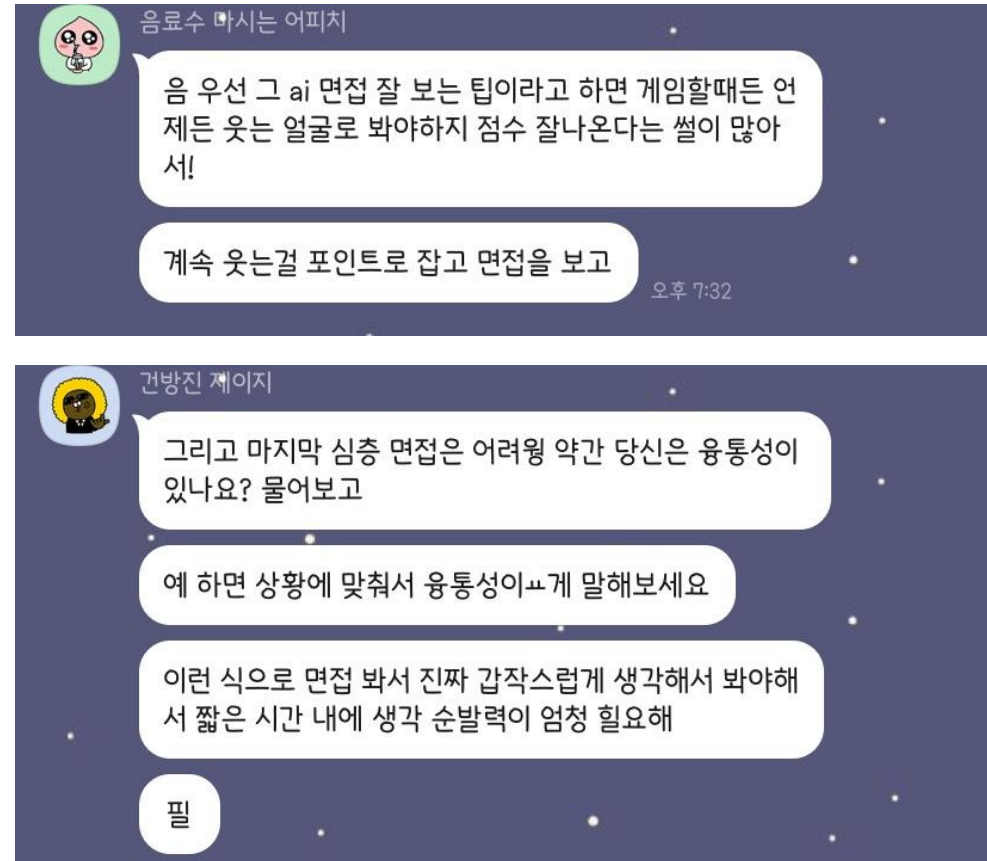 음료수 마시는 어피치
음 우선 그 ai 면접 잘 보는 팁이라고 하면 게임할때든 언
제든 웃는 얼굴로 봐야하지 점수 잘나온다는 썰이 많아
서!
계속 웃는걸 포인트로 잡고 면접을 보고
오후 7:32
건방진 제이지
그리고 마지막 심층 면접은 어려웡 약간 당신은 융통성이
있나요? 물어보고
예 하면 상황에 맞춰서 융통성이ㅛ게 말해보세요
이런 식으로 면접 봐서 진짜 갑작스럽게 생각해서 봐야해
서 짧은 시간 내에 생각 순발력이 엄청 힐요해
필